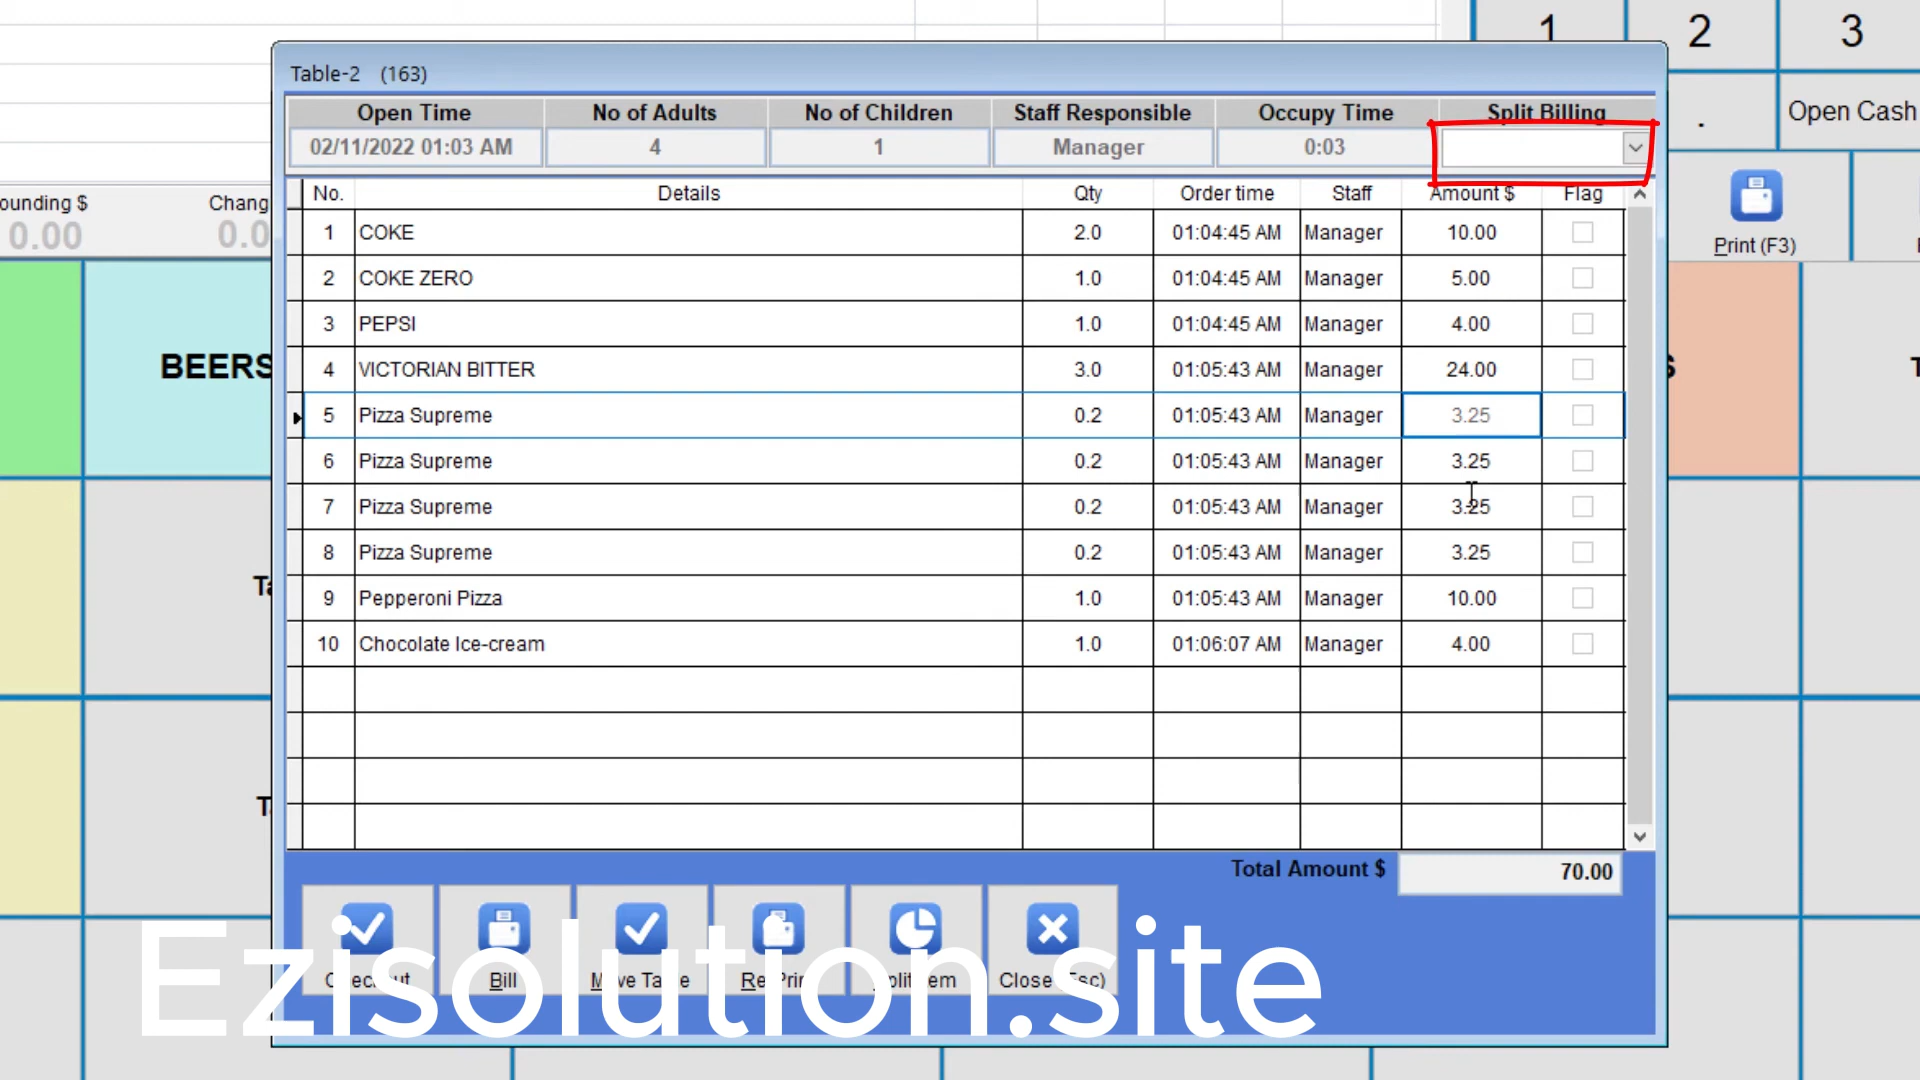 1 2 3
Table-2 (163)
Open Time No of Adults No of Children Staff Responsible Occupy Time Split Billing
. Open Cash
02/11/2022 01:03 AM 4 1 Manager 0:03
No. Details Qty Order time Staff Amount $ Flag
ounding $ Chang
0.00 0.0
1 COKE 2.0 01:04:45 AM Manager 10.00
Print (F3)
2 COKE ZERO 1.0 01:04:45 AM Manager 5.00
3 PEPSI 1.0 01:04:45 AM Manager 4.00
BEERS
4 VICTORIAN BITTER 3.0 01:05:43 AM Manager 24.00
5 Pizza Supreme 0.2 01:05:43 AM Manager 3.25
6 Pizza Supreme 0.2 01:05:43 AM Manager 3.25
7 Pizza Supreme 0.2 01:05:43 AM Manager 3.25
8 Pizza Supreme 0.2 01:05:43 AM Manager 3.25
9 Pepperoni Pizza 1.0 01:05:43 AM Manager 10.00
10 Chocolate Ice-cream 1.0 01:06:07 AM Manager 4.00
Total Amount $ 70.00
Bill
Ezisolution.site